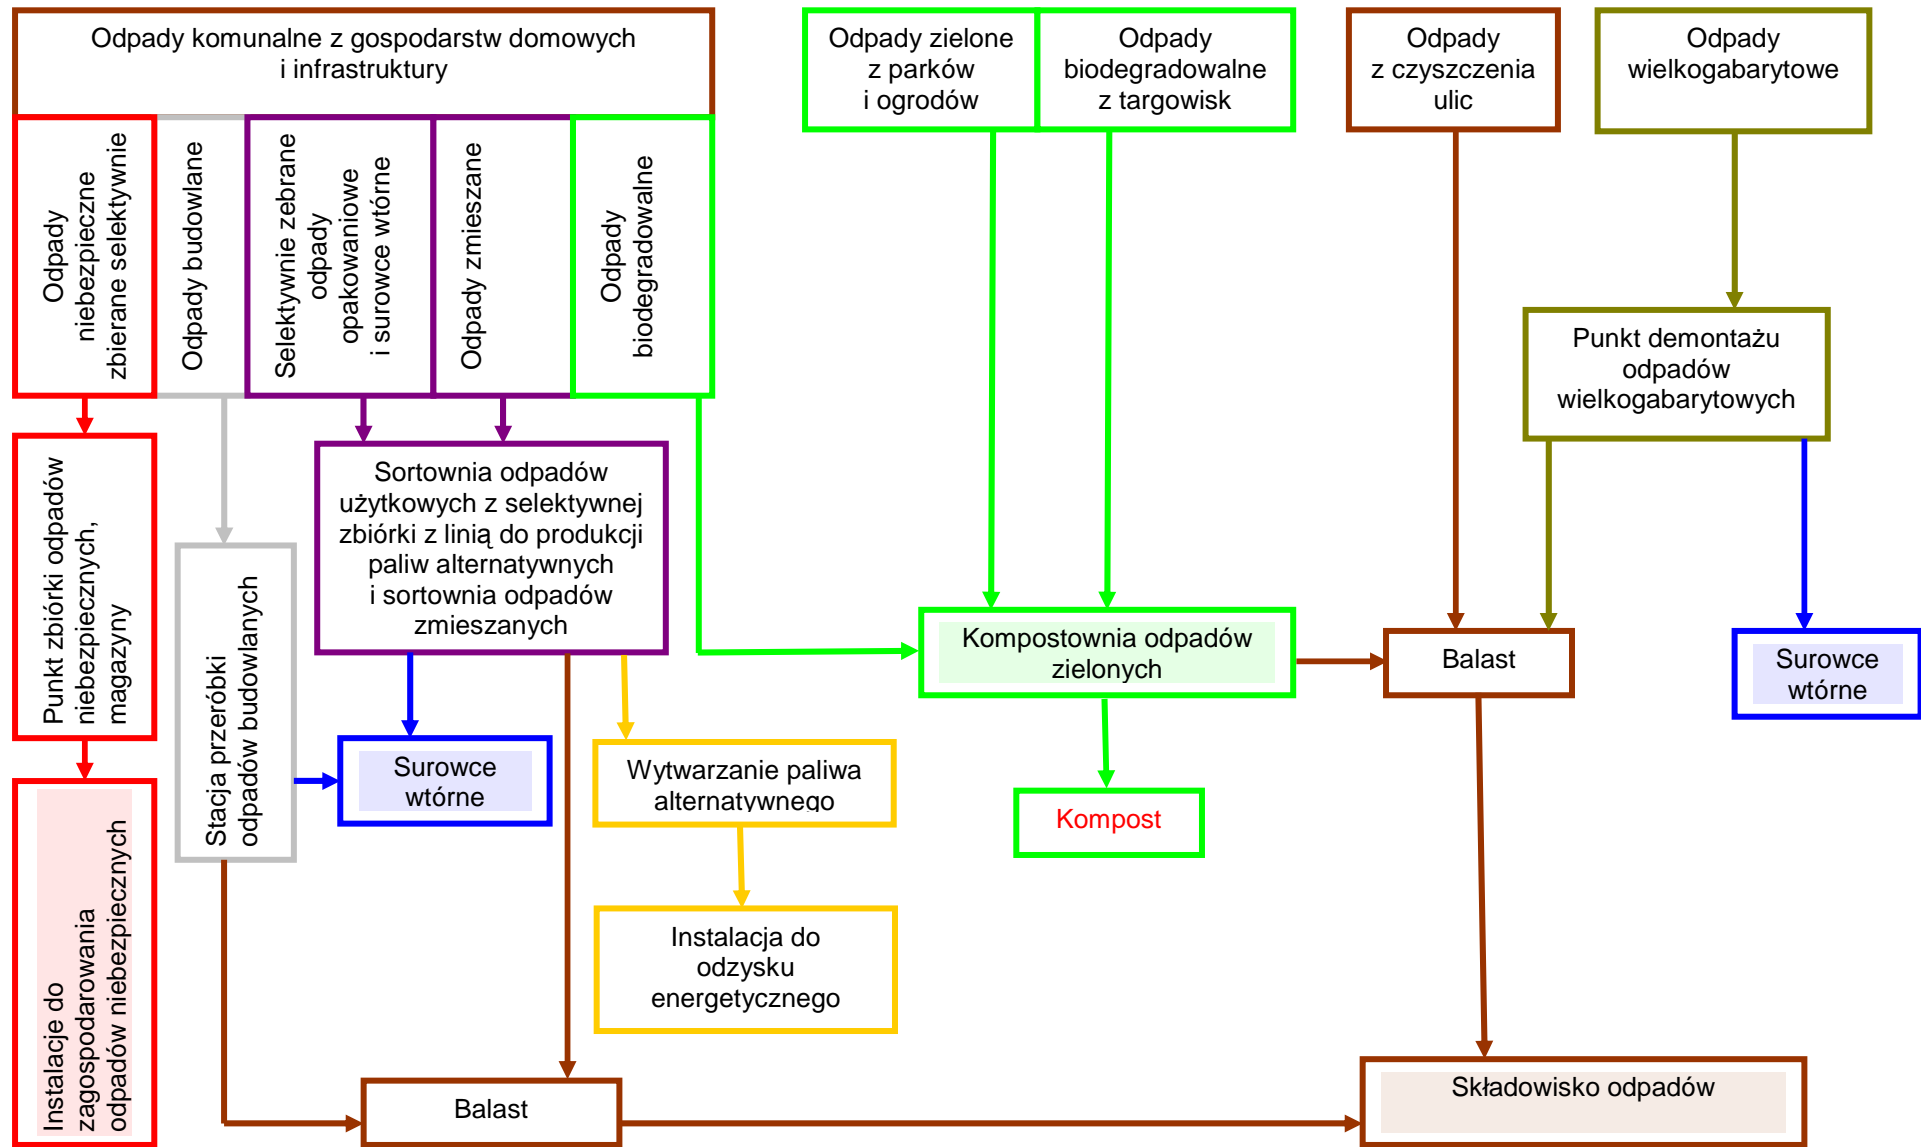 Odpady komunalne z gospodarstw domowych
i infrastruktury
Odpady zielone
z parków
i ogrodów
Odpady
biodegradowalne
z targowisk
Odpady
z czyszczenia
ulic
Odpady
wielkogabarytowe
Odpady
niebezpieczne
zbierane selektywnie
Odpady budowlane
Selektywnie zebrane
odpady
opakowaniowe
i surowce wtórne
Odpady zmieszane
Odpady
biodegradowalne
Punkt demontażu
odpadów
wielkogabarytowych
Punkt zbiórki odpadów
niebezpiecznych,
magazyny
Sortownia odpadów
użytkowych z selektywnej
zbiórki z linią do produkcji
paliw alternatywnych
i sortownia odpadów
zmieszanych
Stacja przeróbki
odpadów budowlanych
Kompostownia odpadów
zielonych
Balast
Surowce
wtórne
Surowce
wtórne
Wytwarzanie paliwa
alternatywnego
Kompost
Instalacje do
zagospodarowania
odpadów niebezpiecznych
Instalacja do
odzysku
energetycznego
Balast
Składowisko odpadów